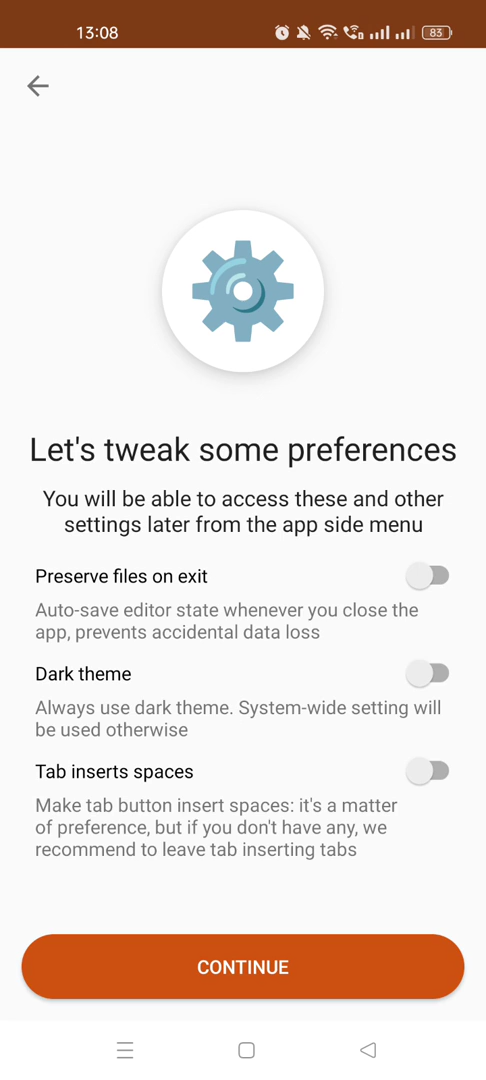 13:08
83
Let's tweak some preferences
You will be able to access these and other
settings later from the app side menu
Preserve files on exit
Auto-save editor state whenever you close the
app, prevents accidental data loss
Dark theme
Always use dark theme. System-wide setting will
be used otherwise
Tab inserts spaces
Make tab button insert spaces: it's a matter
of preference, but if you don't have any, we
recommend to leave tab inserting tabs
CONTINUE